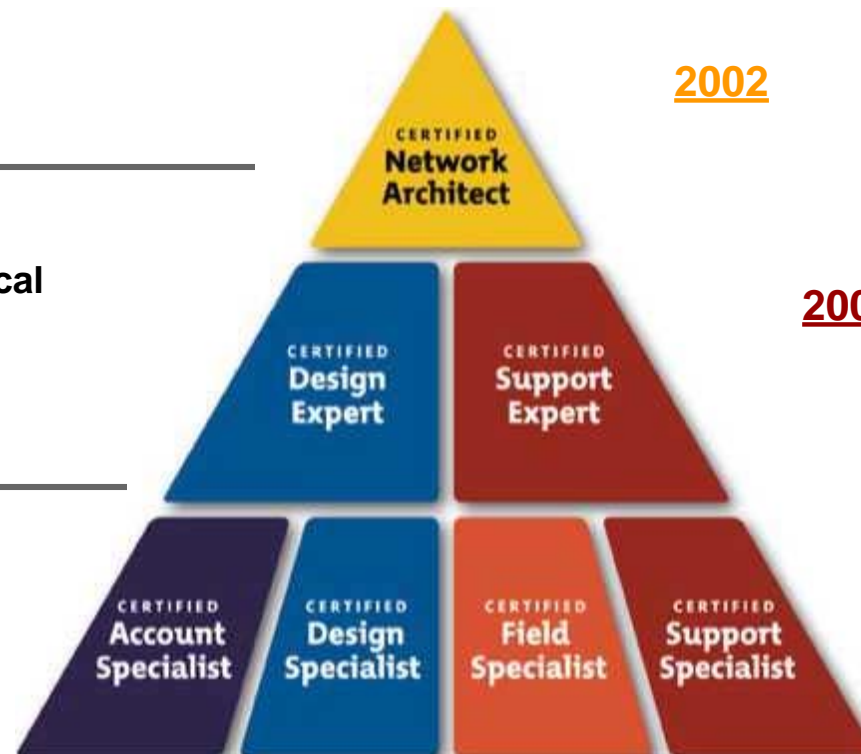 2002
CERTIFIED
Network
Architect
CERTIFIED
Design
Expert
CERTIFIED
Support
Expert
CERTIFIED
Account
Specialist
CERTIFIED
Design
Specialist
CERTIFIED
Field
Specialist
CERTIFIED
Support
Specialist